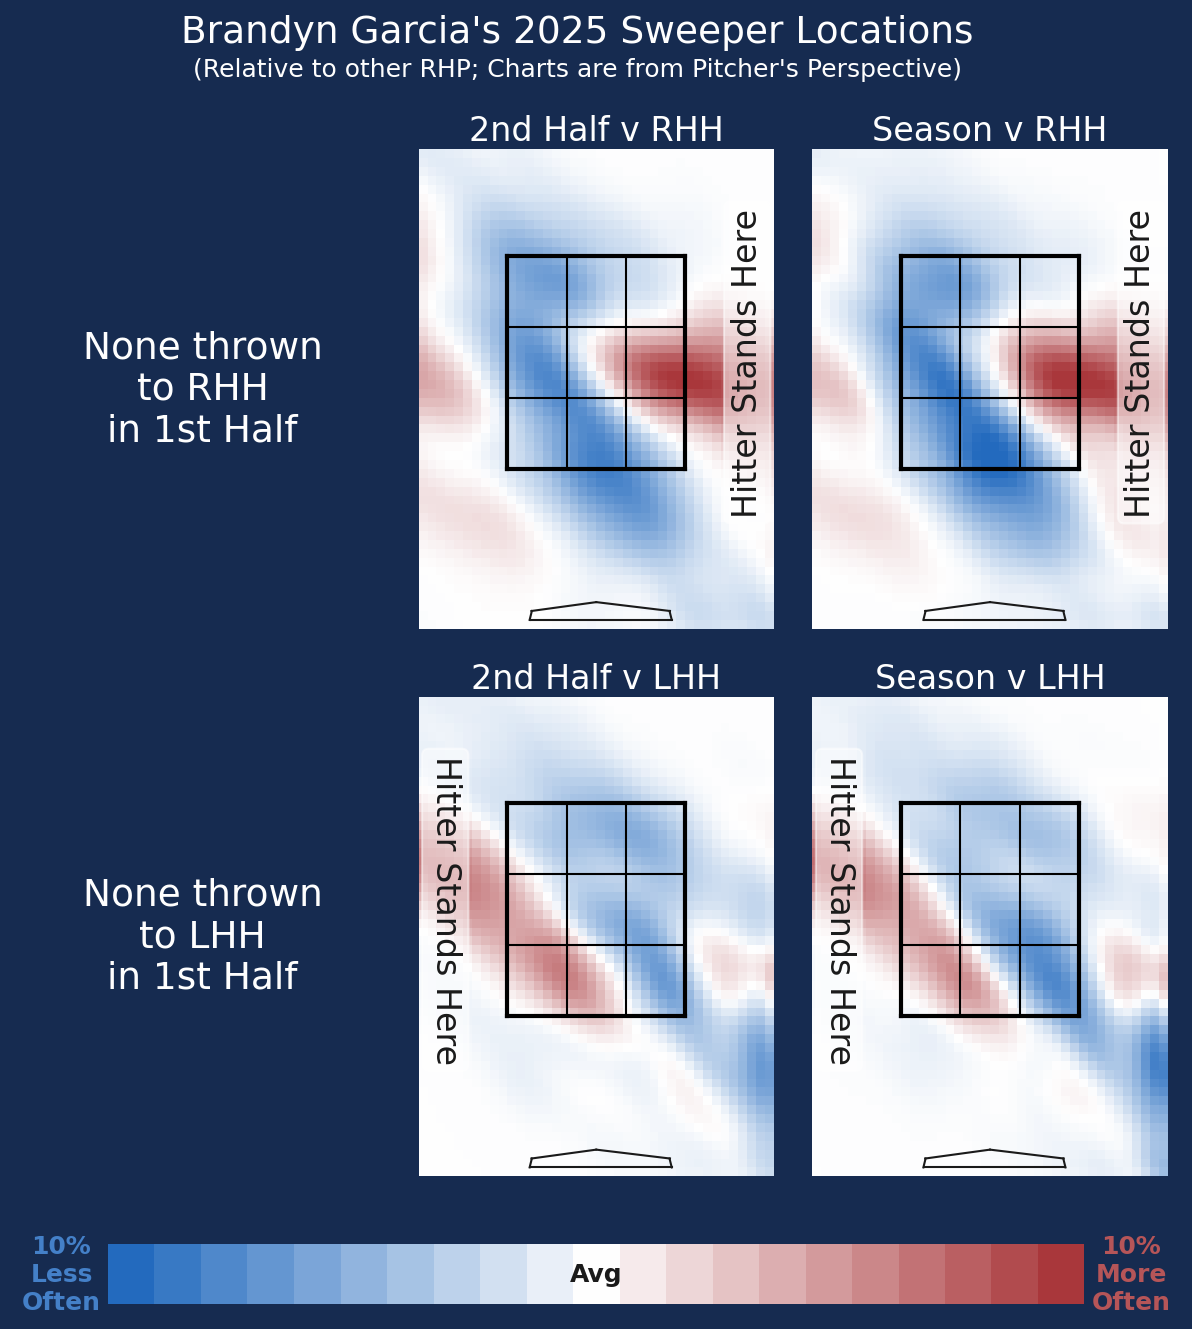 Brandyn Garcia's 2025 Sweeper Locations
(Relative to other RHP; Charts are from Pitcher's Perspective)
2nd Half v RHH
Season v RHH
None thrown
to RHH
in 1st Half
Hitter Stands Here
Hitter Stands Here
2nd Half v LHH
Season v LHH
None thrown
to LHH
in 1st Half
Hitter Stands Here
Hitter Stands Here
10%
Less
Often
Avg
10%
More
Often